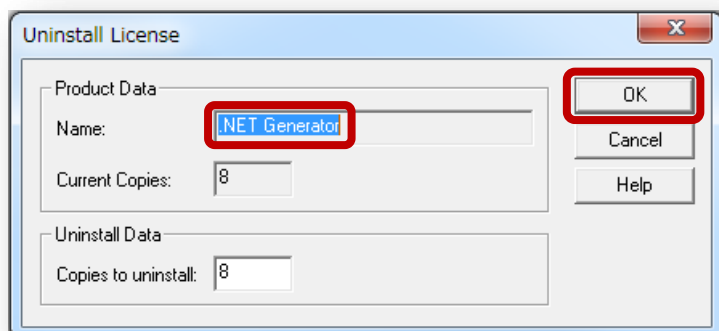 Uninstall License
Product Data
Name: .NET Generator
Current Copies: 8
Uninstall Data
Copies to uninstall: 8
OK
Cancel
Help